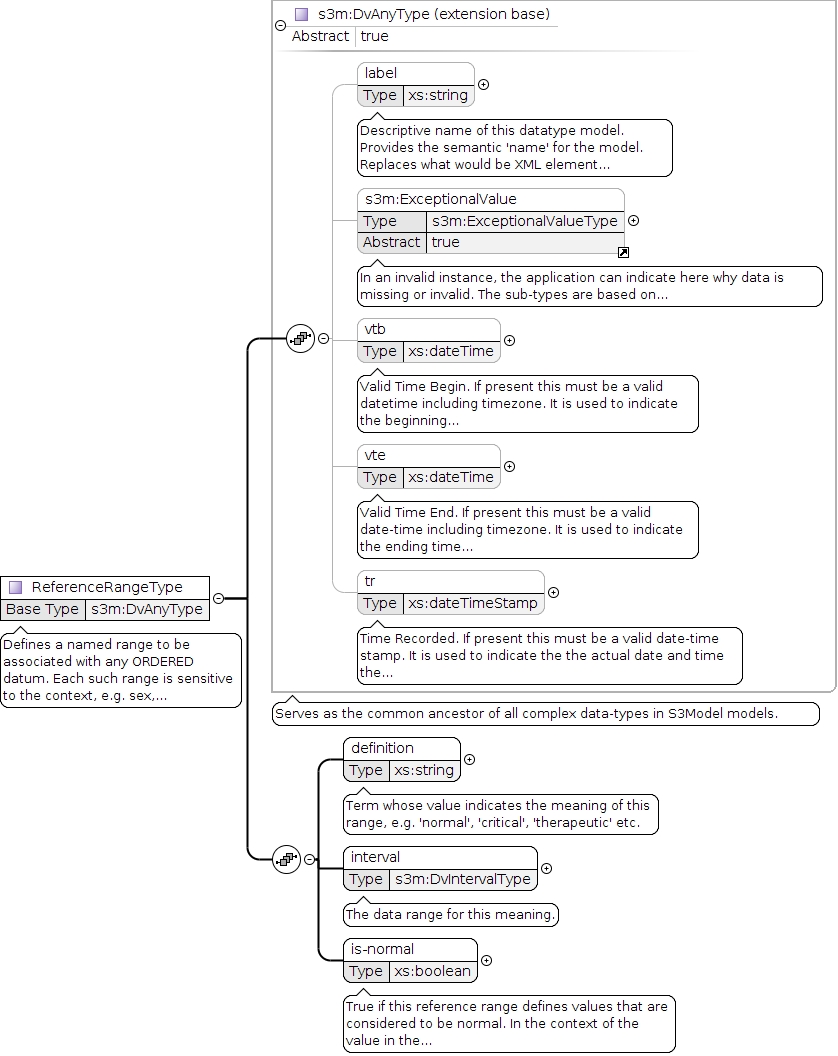 s3m:DvAnyType (extension base)
Abstract true
label
Type xs:string
Descriptive name of this datatype model.
Provides the semantic 'name' for the model.
Replaces what would be XML element...
s3m:ExceptionalValue
Type s3m:ExceptionalValueType
Abstract true
In an invalid instance, the application can indicate here why data is
missing or invalid. The sub-types are based on...
vtb
Type xs:dateTime
Valid Time Begin. If present this must be a valid
datetime including timezone. It is used to indicate
the beginning...
vte
Type xs:dateTime
Valid Time End. If present this must be a valid
date-time including timezone. It is used to indicate
the ending time...
tr
Type xs:dateTimeStamp
Time Recorded. If present this must be a valid date-time
stamp. It is used to indicate the the actual date and time
the...
ReferenceRangeType
Base Type s3m:DvAnyType
Defines a named range to be
associated with any ORDERED
datum. Each such range is sensitive
to the context, e.g. sex,...
Serves as the common ancestor of all complex data-types in S3Model models.
definition
Type xs:string
Term whose value indicates the meaning of this
range, e.g. 'normal', 'critical', 'therapeutic' etc.
interval
Type s3m:DvIntervalType
The data range for this meaning.
is-normal
Type xs:boolean
True if this reference range defines values that are
considered to be normal. In the context of the
value in the...